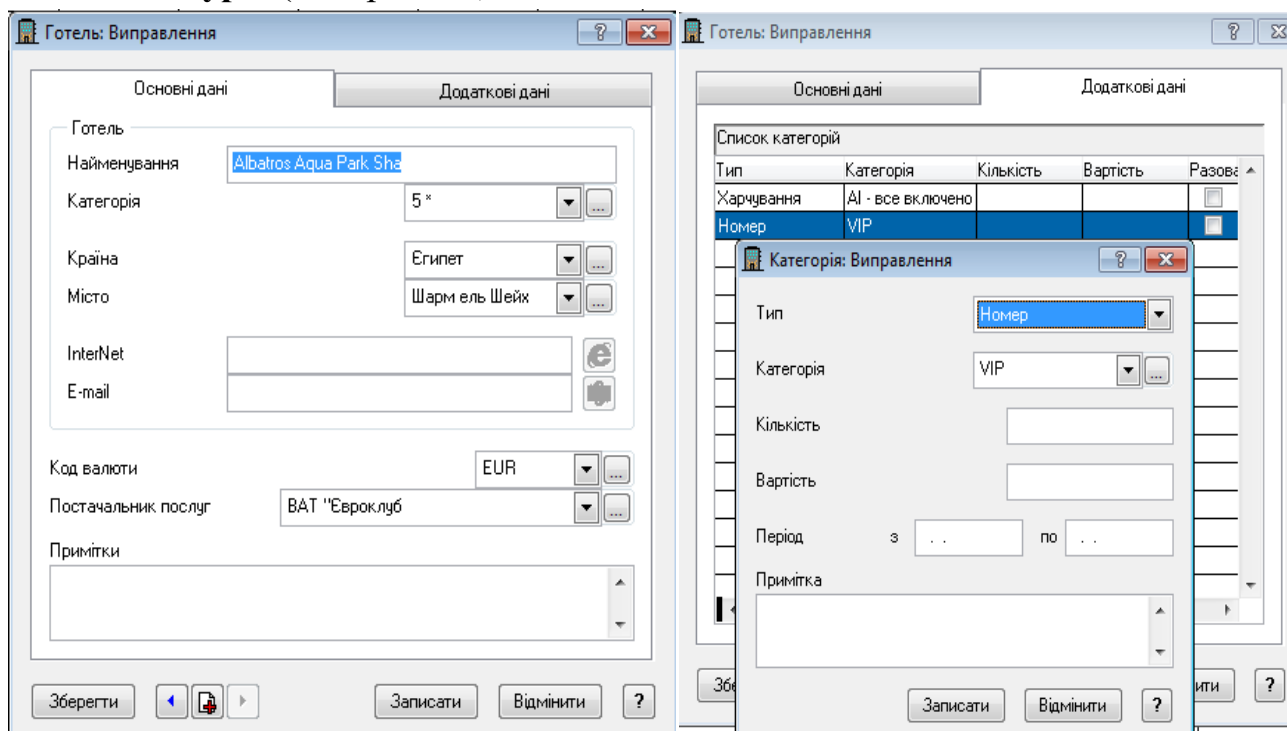 Готель: Виправлення
Основні дані
Додаткові дані
Готель
Найменування Albatros Aqua Park Sha
Категорія 5 *
Країна Єгипет
Місто Шарм ель Шейх
InterNet
E-mail
Код валюти EUR
Постачальник послуг ВАТ "Євроклуб
Примітки
Зберегти Записати Відмінити ?
Готель: Виправлення
Основні дані
Додаткові дані
Список категорій
Тип Категорія Кількість Вартість Разова
Харчування AI - все включено
Номер VIP
Категорія: Виправлення
Тип Номер
Категорія VIP
Кількість
Вартість
Період з . . по . .
Примітка
Записати Відмінити ?
Збе ити ?